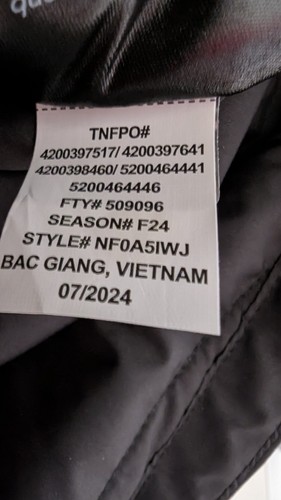 TNFPO#
4200397517/ 4200397641
4200398460/ 5200464441
5200464446
FTY# 509096
SEASON# F24
STYLE# NF0A5IWJ
BAC GIANG, VIETNAM
07/2024